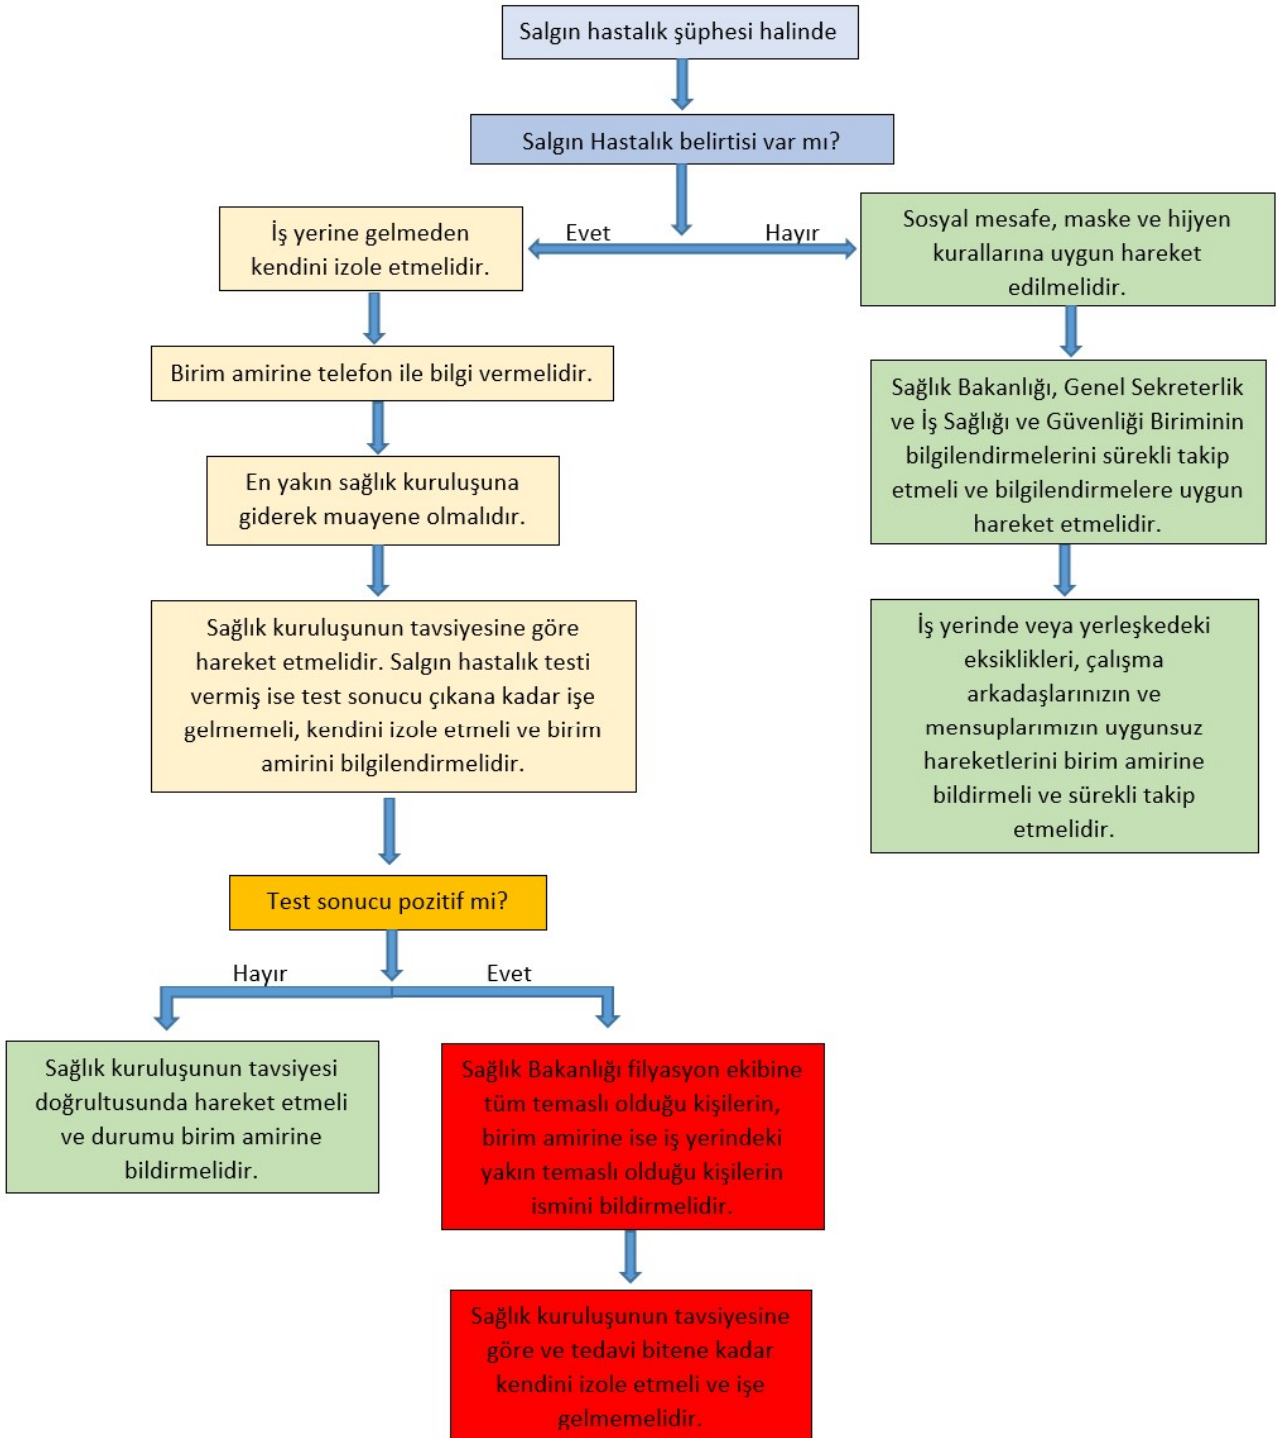 Salgın hastalık şüphesi halinde
Salgın Hastalık belirtisi var mı?
Evet
Hayır
İş yerine gelmeden
kendini izole etmelidir.
Birim amirine telefon ile bilgi vermelidir.
En yakın sağlık kuruluşuna
giderek muayene olmalıdır.
Sağlık kuruluşunun tavsiyesine göre
hareket etmelidir. Salgın hastalık testi
vermiş ise test sonucu çıkana kadar işe
gelmemeli, kendini izole etmeli ve birim
amirini bilgilendirmelidir.
Sosyal mesafe, maske ve hijyen
kurallarına uygun hareket
edilmelidir.
Sağlık Bakanlığı, Genel Sekreterlik
ve İş Sağlığı ve Güvenliği Biriminin
bilgilendirmelerini sürekli takip
etmeli ve bilgilendirmelere uygun
hareket etmelidir.
İş yerinde veya yerleşkedeki
eksiklikleri, çalışma
arkadaşlarınızın ve
mensuplarımızın uygunsuz
hareketlerini birim amirine
bildirmeli ve sürekli takip
etmelidir.
Test sonucu pozitif mi?
Hayır
Evet
Sağlık kuruluşunun tavsiyesi
doğrultusunda hareket etmeli
ve durumu birim amirine
bildirmelidir.
Sağlık Bakanlığı filyasyon ekibine
tüm temaslı olduğu kişilerin,
birim amirine ise iş yerindeki
yakın temaslı olduğu kişilerin
ismini bildirmelidir.
Sağlık kuruluşunun tavsiyesine
göre ve tedavi bitene kadar
kendini izole etmeli ve işe
gelmemelidir.